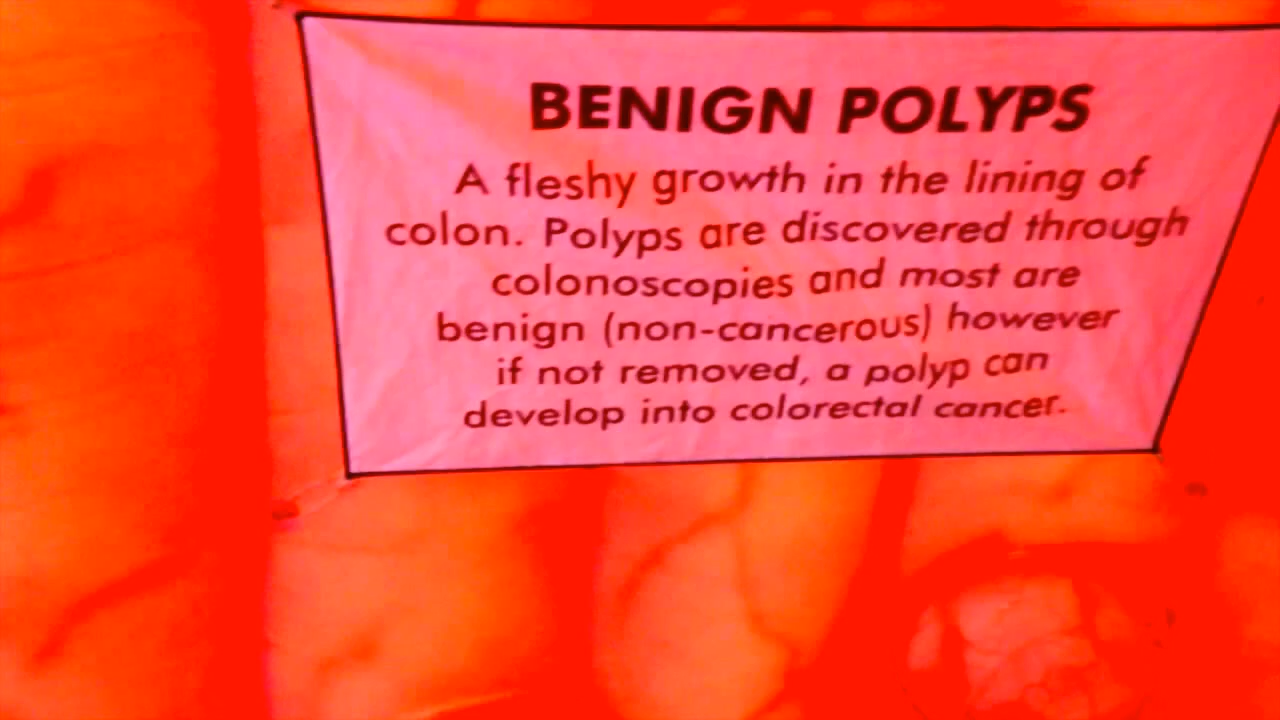 BENIGN POLYPS
A fleshy growth in the lining of
colon. Polyps are discovered through
colonoscopies and most are
benign (non-cancerous) however
if not removed, a polyp can
develop into colorectal cancer.